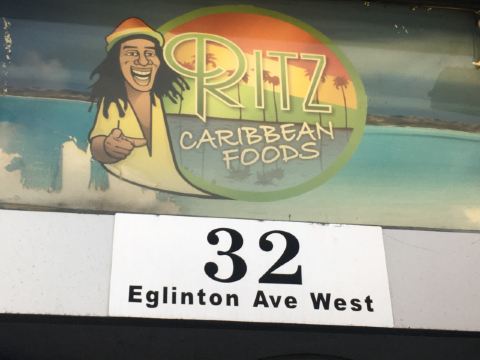 RITZ
CARIBBEAN
FOODS
32
Eglinton Ave West